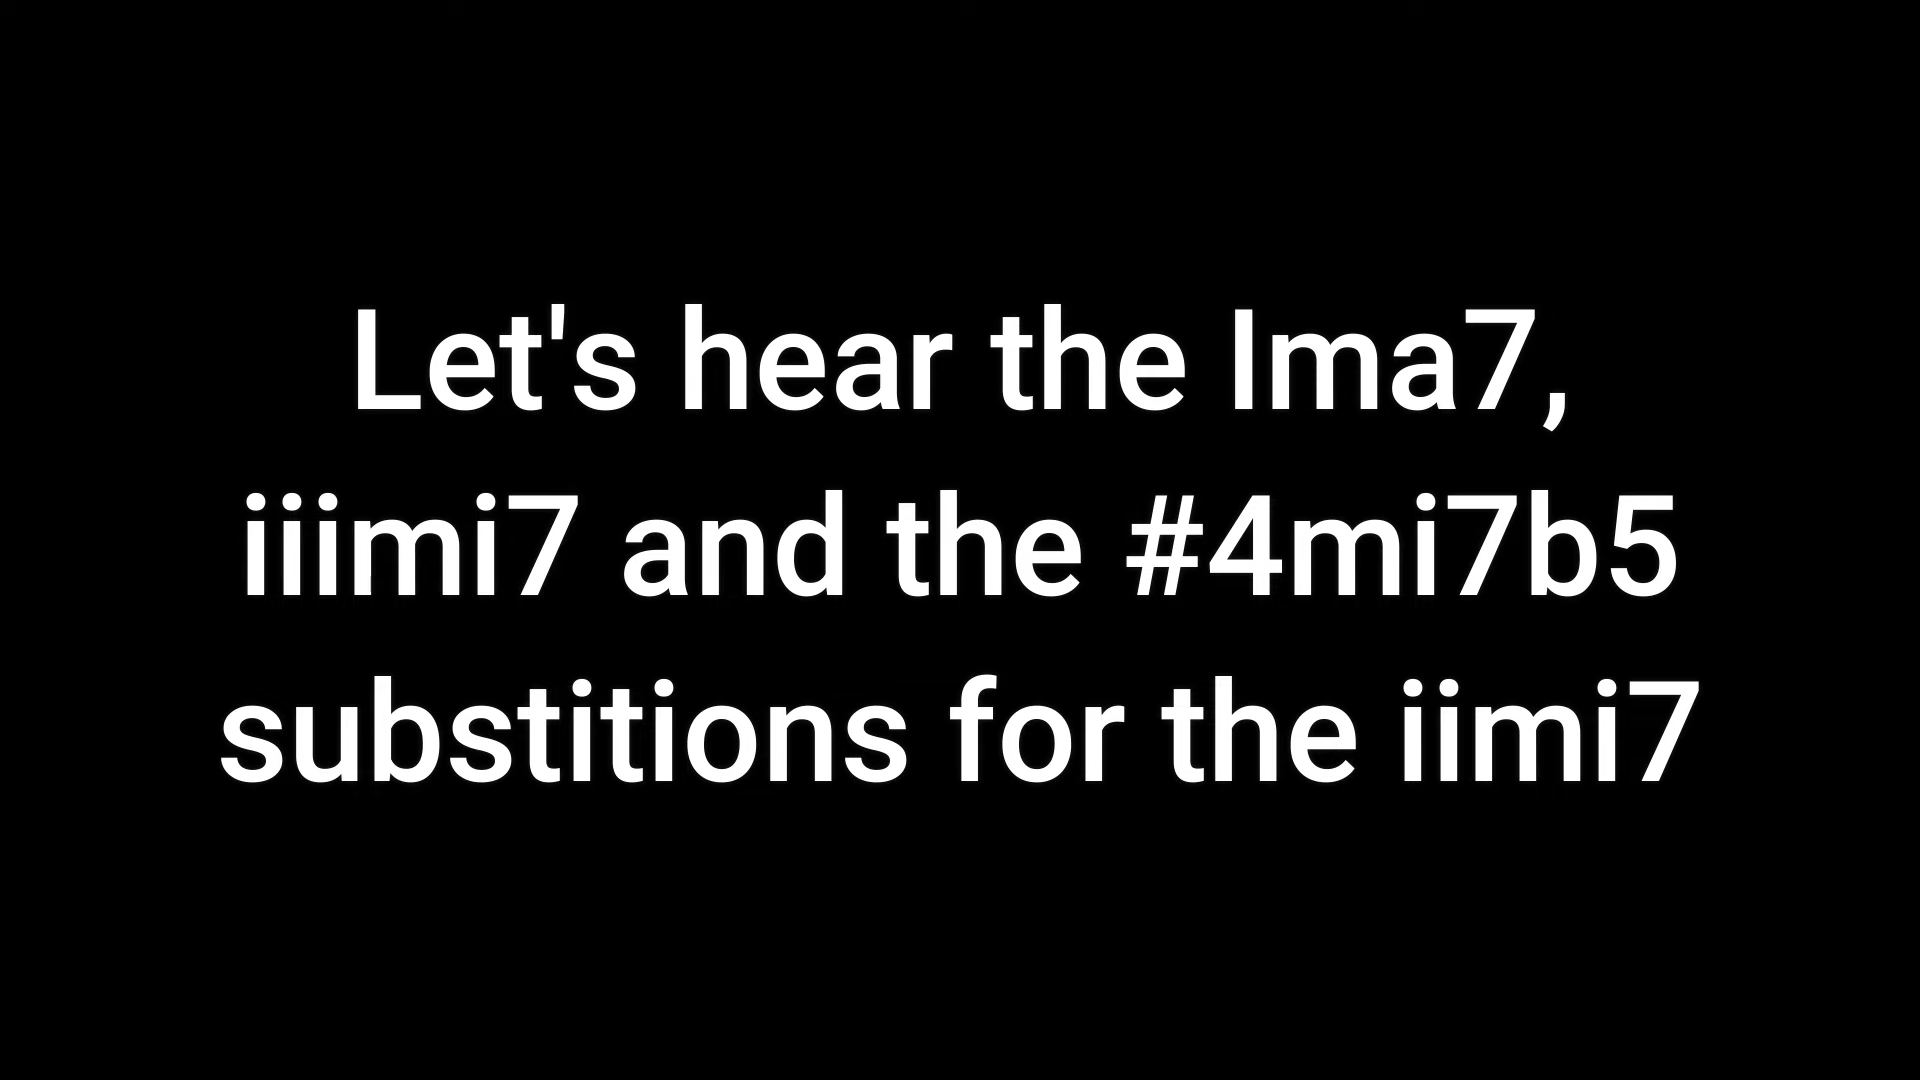 Let's hear the Ima7,
iiimi7 and the #4mi7b5
substitions for the iimi7